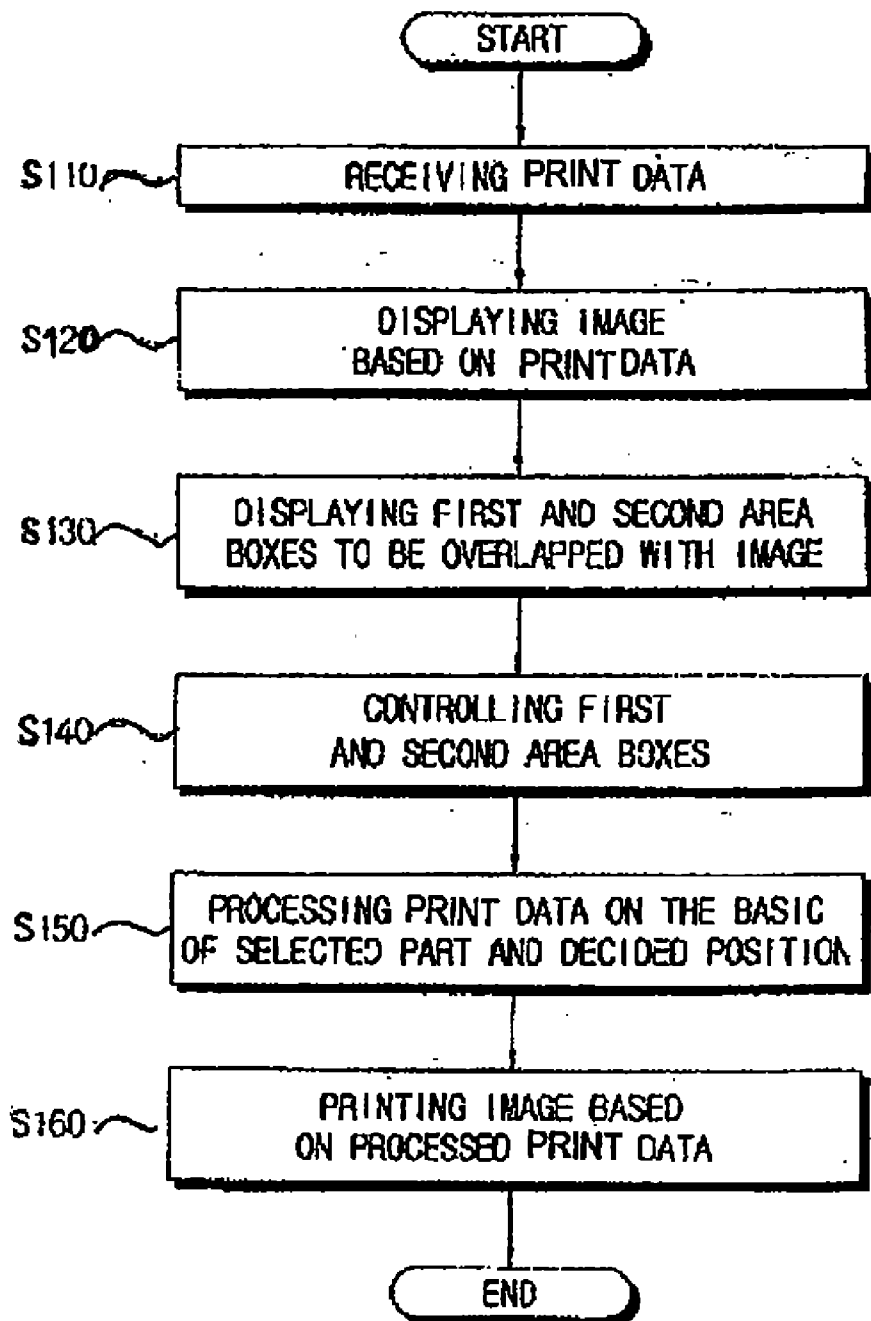 START
S110
RECEIVING PRINT DATA
S120
DISPLAYING IMAGE
BASED ON PRINT DATA
S130
DISPLAYING FIRST AND SECOND AREA
BOXES TO BE OVERLAPPED WITH IMAGE
S140
CONTROLLING FIRST
AND SECOND AREA BOXES
S150
PROCESSING PRINT DATA ON THE BASIC
OF SELECTED PART AND DECIDED POSITION
S160
PRINTING IMAGE BASED
ON PROCESSED PRINT DATA
END